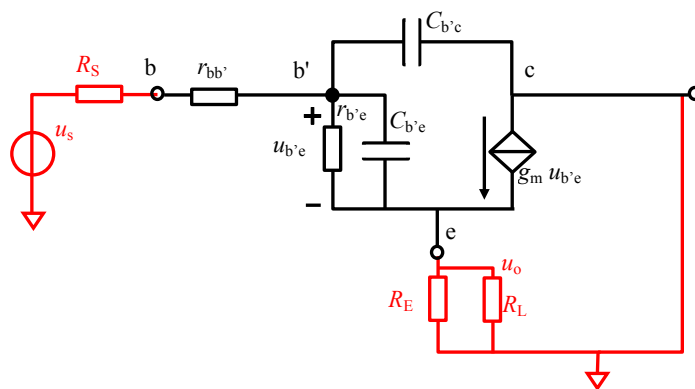 C_b'c
R_S b r_bb' b' c
r_b'e
+ C_b'e
u_s u_b'e g_m u_b'e
−
e
u_o
R_E R_L